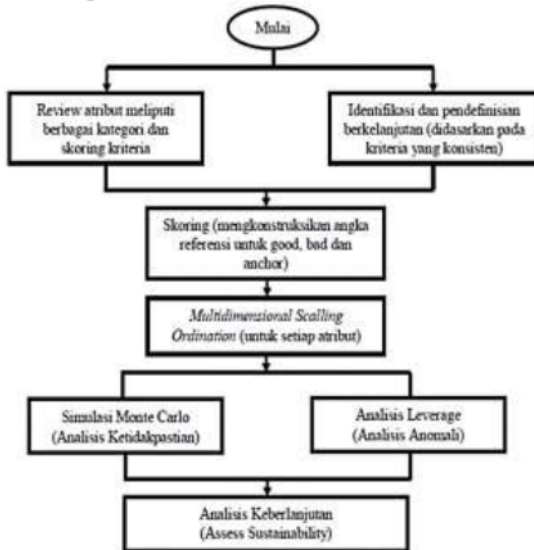 Mulai
Review atribut meliputi
berbagai kategori dan
skoring kriteria
Identifikasi dan pendefinisian
berkelanjutan (didasarkan pada
kriteria yang konsisten)
Skoring (mengkonstruksikan angka
referensi untuk good, bad dan
anchor)
Multidimensional Scalling
Ordination (untuk setiap atribut)
Simulasi Monte Carlo
(Analisis Ketidakpastian)
Analisis Leverage
(Analisis Anomali)
Analisis Keberlanjutan
(Assess Sustainability)